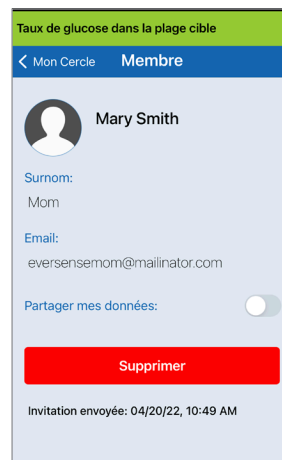 Taux de glucose dans la plage cible
Mon Cercle Membre
Mary Smith
Surnom:
Mom
Email:
eversensemom@mailinator.com
Partager mes données:
Supprimer
Invitation envoyée: 04/20/22, 10:49 AM